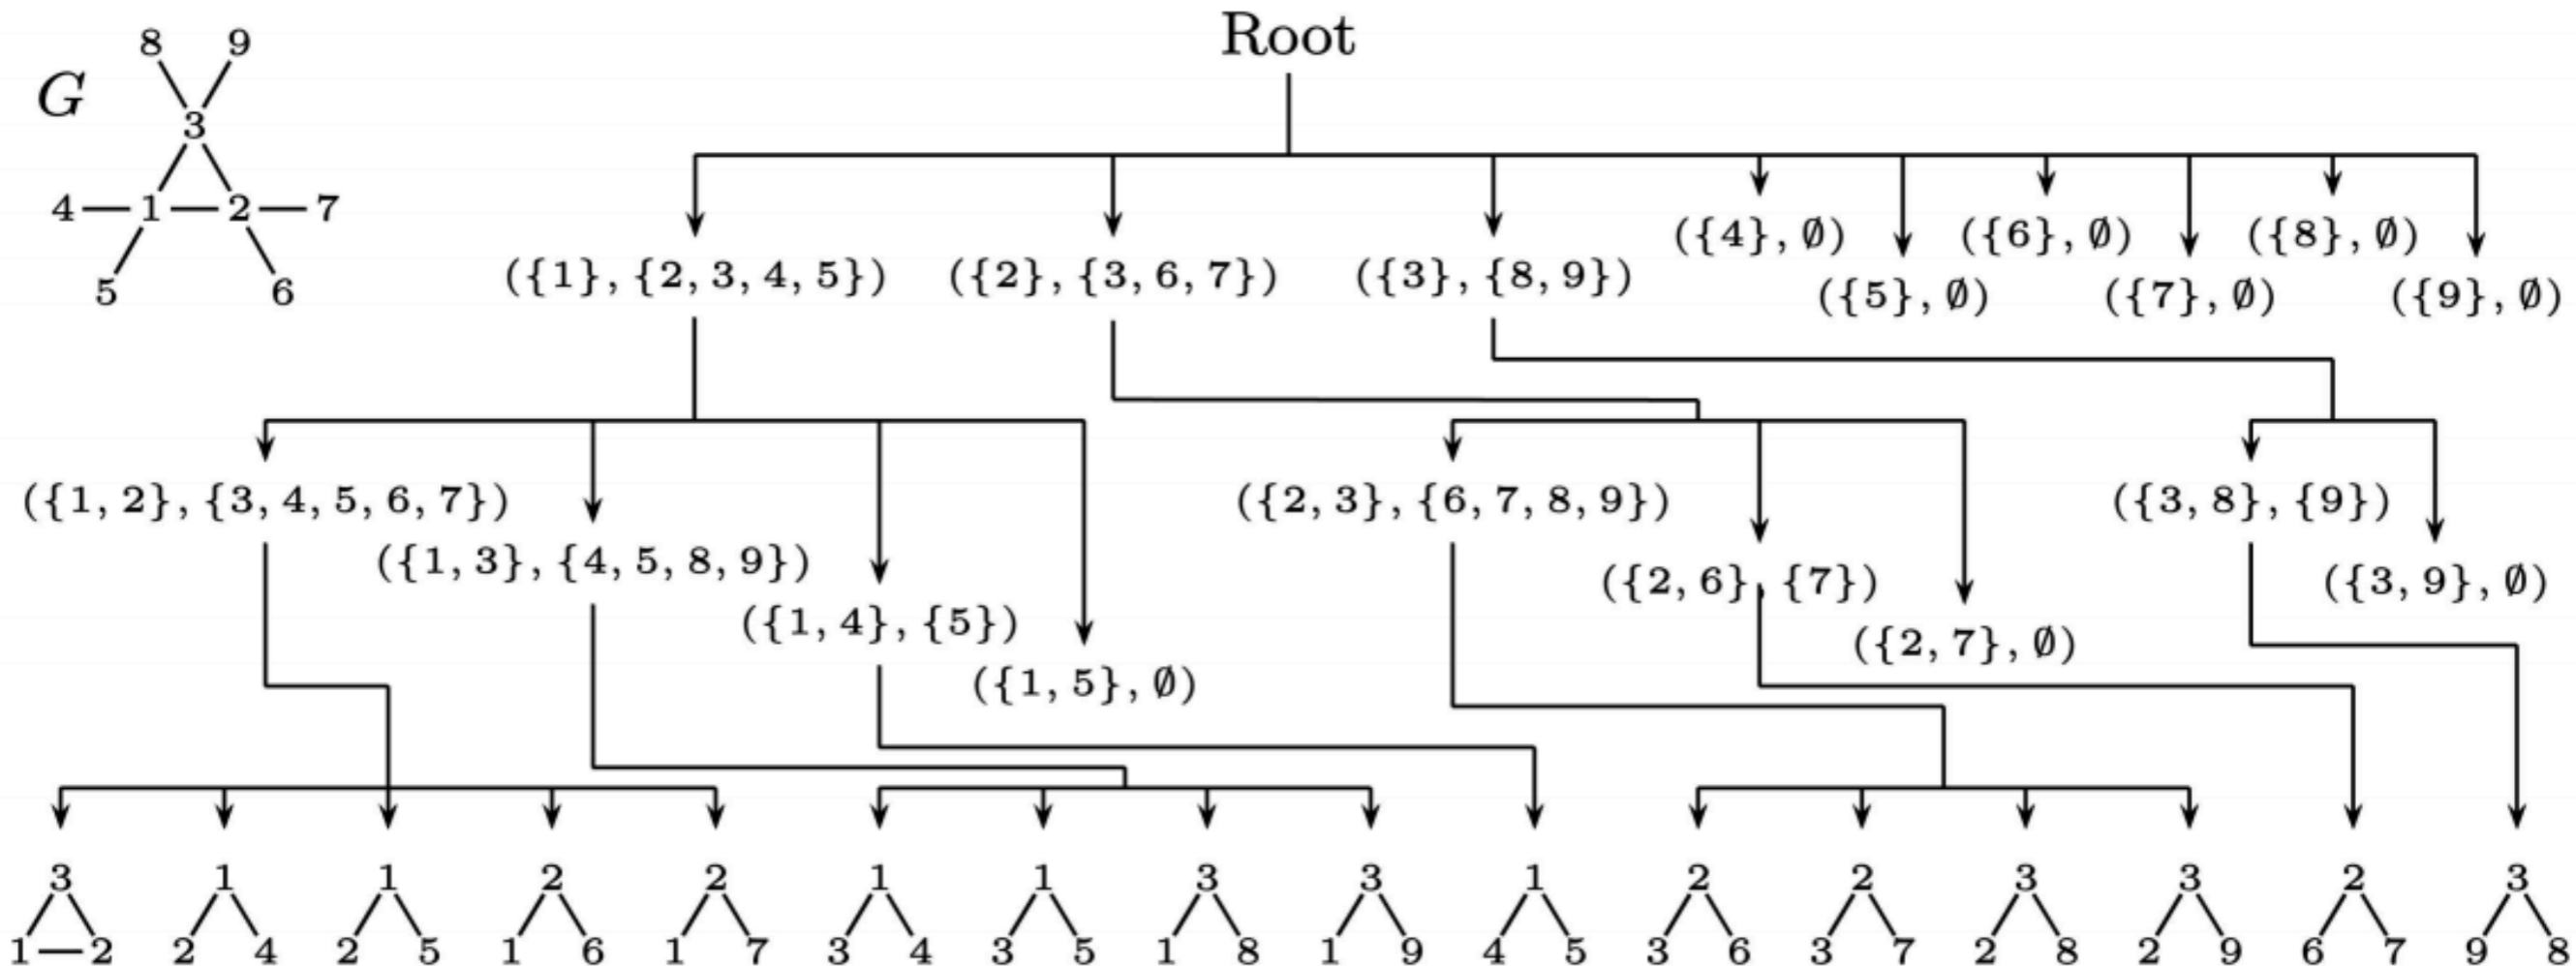 Root
8 9
G
3
4 1 2 7
5 6
({1}, {2, 3, 4, 5}) ({2}, {3, 6, 7}) ({3}, {8, 9}) ({4}, ∅) ({6}, ∅) ({8}, ∅)
({5}, ∅) ({7}, ∅) ({9}, ∅)
({1, 2}, {3, 4, 5, 6, 7}) ({2, 3}, {6, 7, 8, 9}) ({3, 8}, {9})
({1, 3}, {4, 5, 8, 9}) ({2, 6}, {7}) ({3, 9}, ∅)
({1, 4}, {5}) ({2, 7}, ∅)
({1, 5}, ∅)
3 1 1 2 2 1 1 3 3 1 2 2 3 3 2 3
1 2 2 4 2 5 1 6 1 7 3 4 3 5 1 8 1 9 4 5 3 6 3 7 2 8 2 9 6 7 9 8